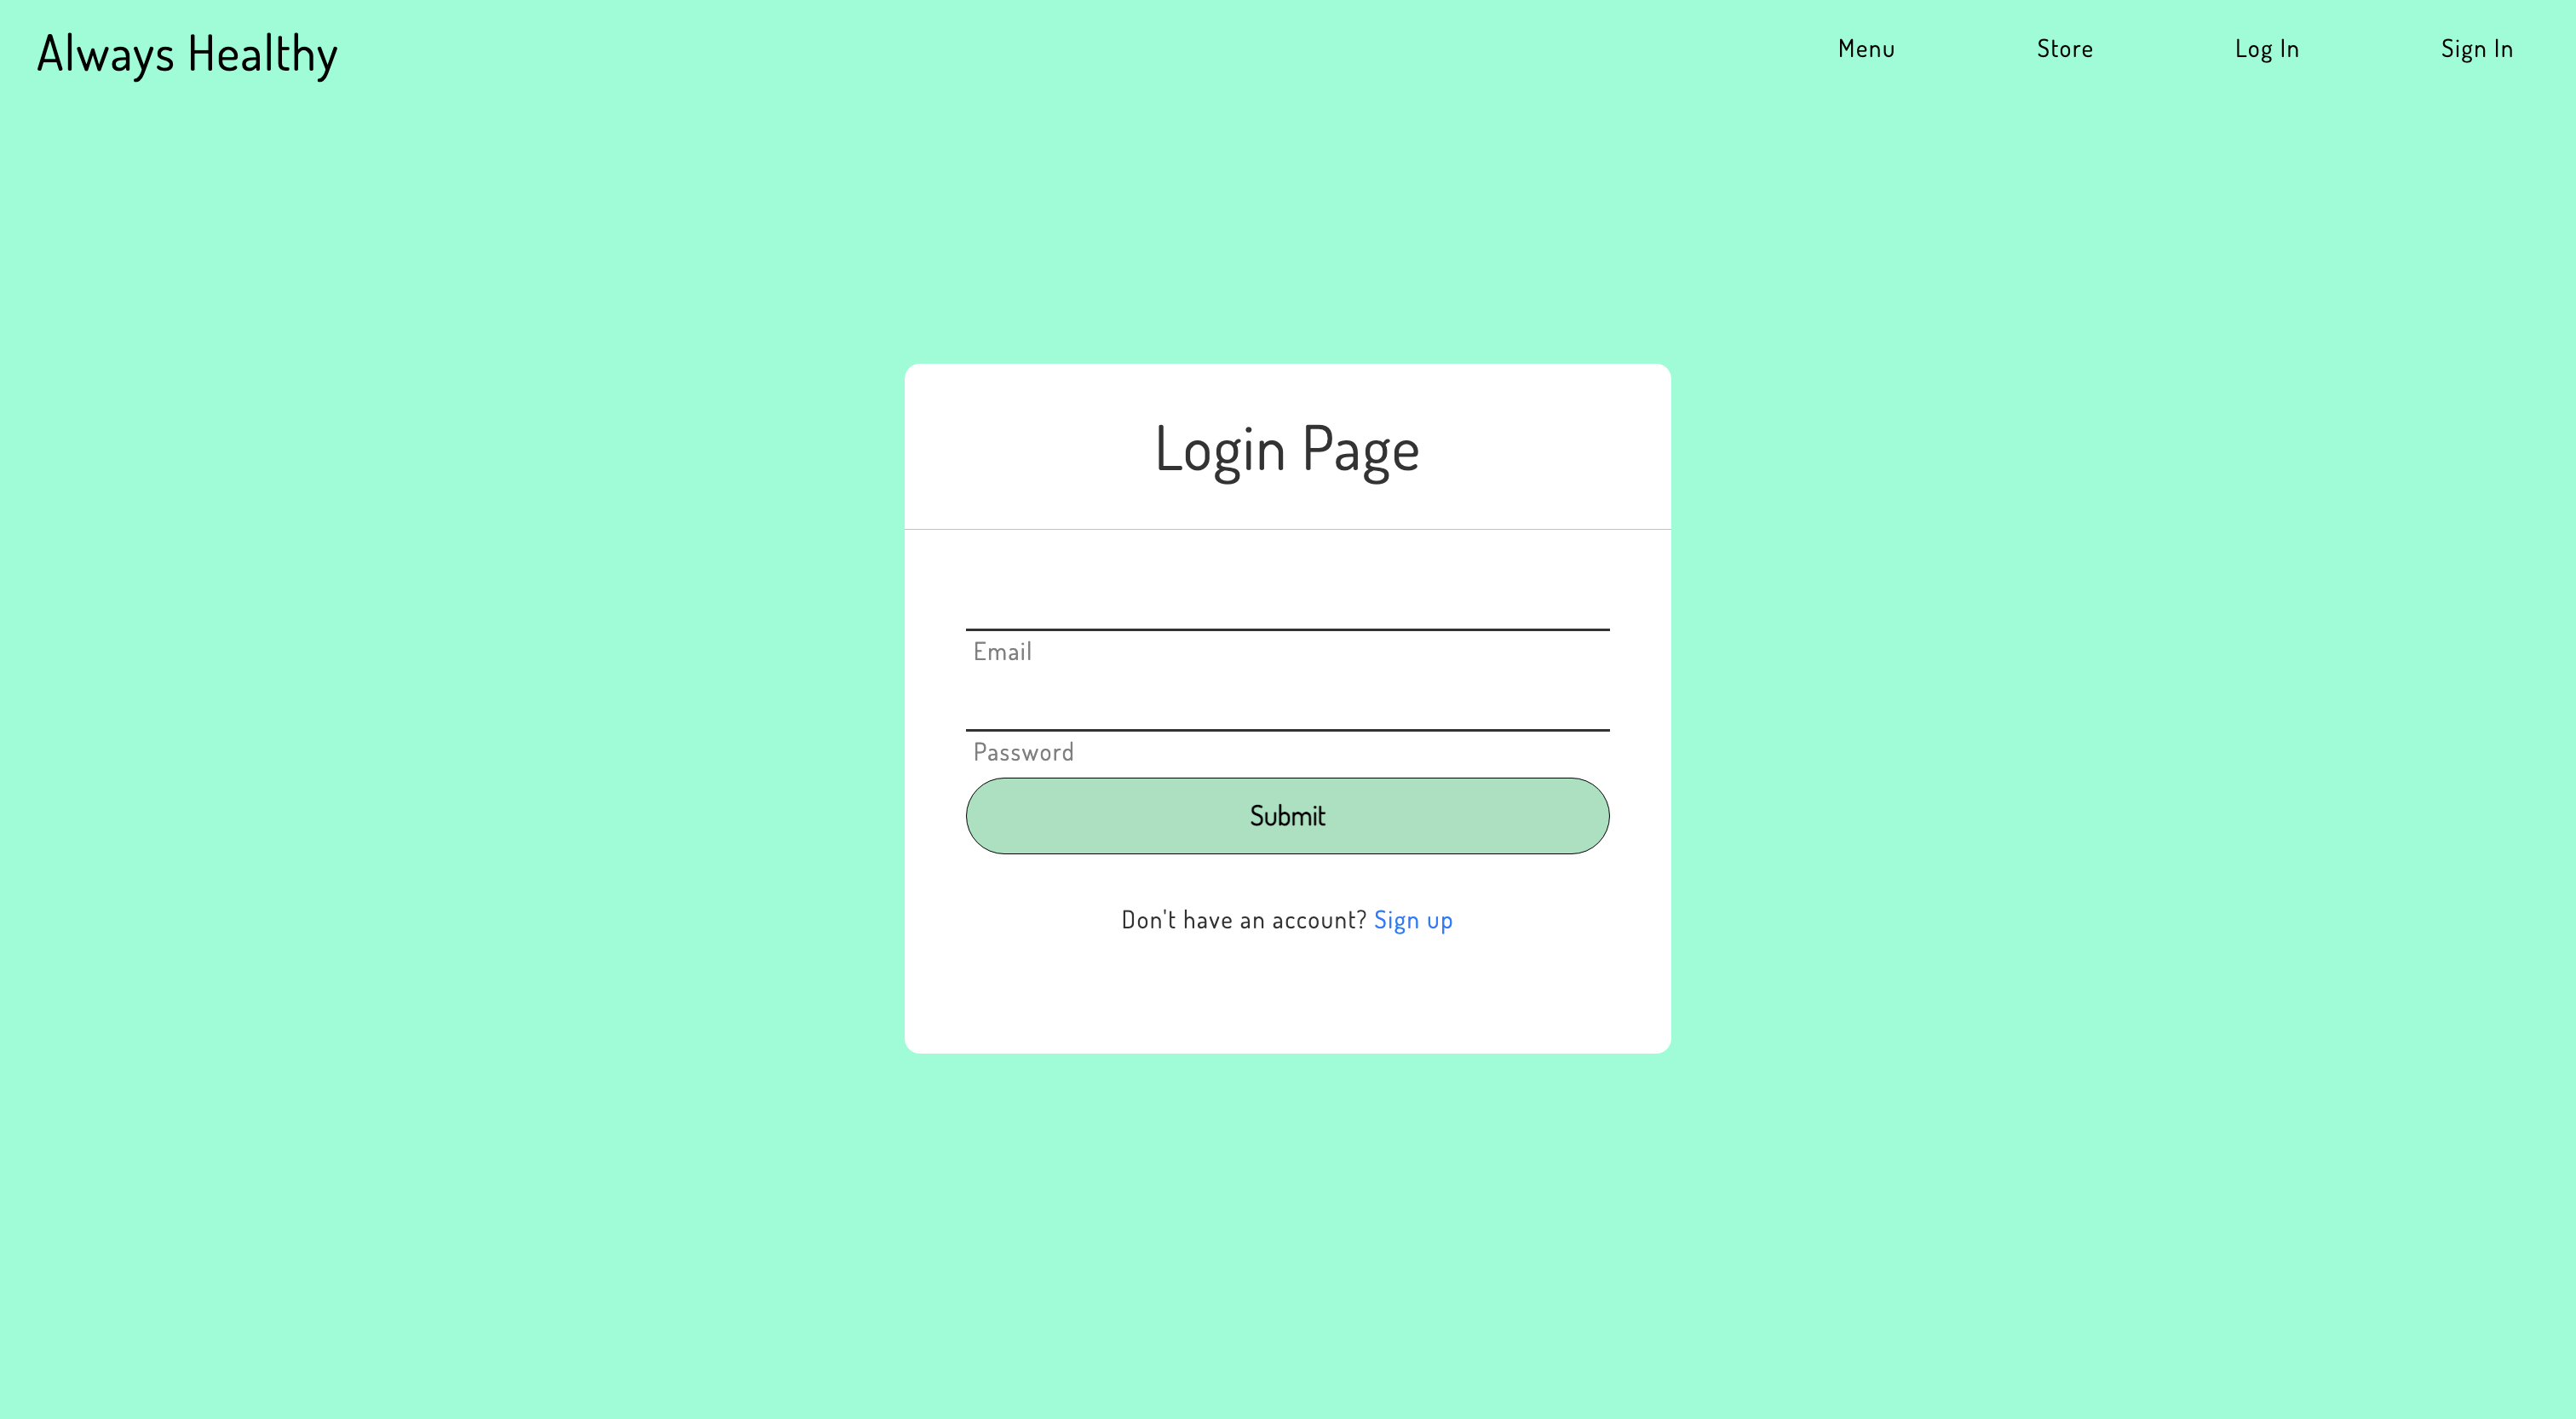 Always Healthy
Menu Store Log In Sign In
Login Page
Email
Password
Submit
Don't have an account? Sign up